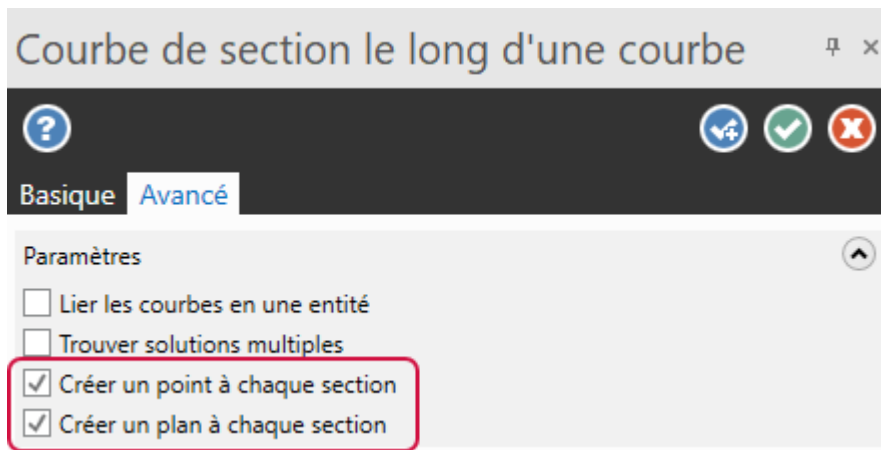 Courbe de section le long d'une courbe
Basique Avancé
Paramètres
Lier les courbes en une entité
Trouver solutions multiples
Créer un point à chaque section
Créer un plan à chaque section